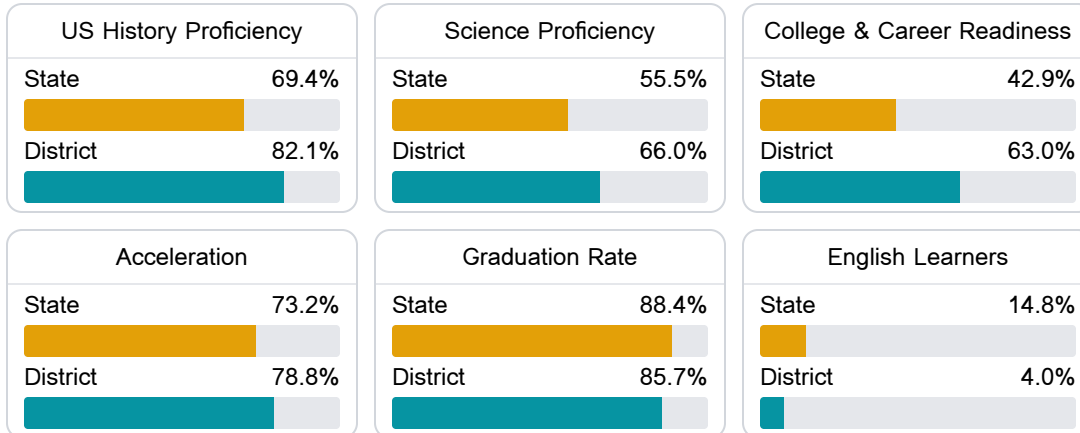 US History Proficiency
State 69.4%
District 82.1%
Science Proficiency
State 55.5%
District 66.0%
College & Career Readiness
State 42.9%
District 63.0%
Acceleration
State 73.2%
District 78.8%
Graduation Rate
State 88.4%
District 85.7%
English Learners
State 14.8%
District 4.0%